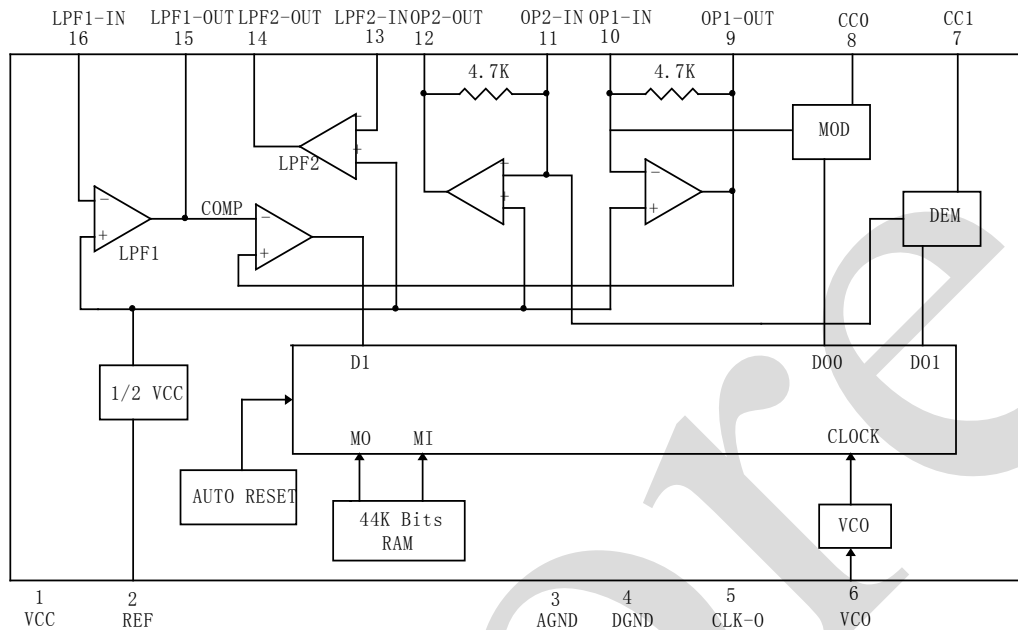 LPF1-IN LPF1-OUT LPF2-OUT LPF2-IN OP2-OUT OP2-IN OP1-IN OP1-OUT CC0 CC1
16 15 14 13 12 11 10 9 8 7
4.7K 4.7K
MOD
LPF2
COMP
DEM
LPF1
D1 DO0 DO1
1/2 VCC
MO MI CLOCK
AUTO RESET
44K Bits
RAM
VCO
1 2 3 4 5 6
VCC REF AGND DGND CLK-O VCO